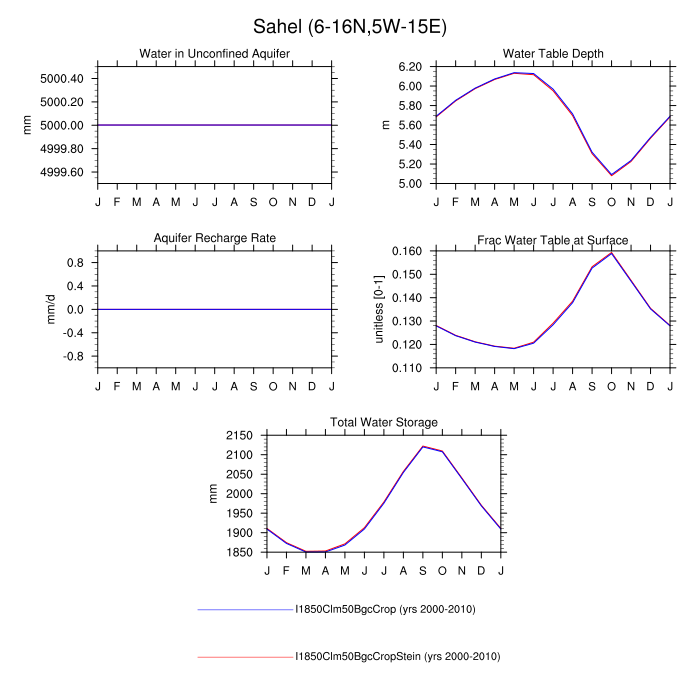 Sahel (6-16N,5W-15E)
Water in Unconfined Aquifer
mm
5000.40
5000.20
5000.00
4999.80
4999.60
J F M A M J J A S O N D J
Water Table Depth
m
6.20
6.00
5.80
5.60
5.40
5.20
5.00
J F M A M J J A S O N D J
Aquifer Recharge Rate
mm/d
0.8
0.4
0.0
-0.4
-0.8
J F M A M J J A S O N D J
Frac Water Table at Surface
unitless [0-1]
0.160
0.150
0.140
0.130
0.120
0.110
J F M A M J J A S O N D J
Total Water Storage
mm
2150
2100
2050
2000
1950
1900
1850
J F M A M J J A S O N D J
I1850Clm50BgcCrop (yrs 2000-2010)
I1850Clm50BgcCropStein (yrs 2000-2010)